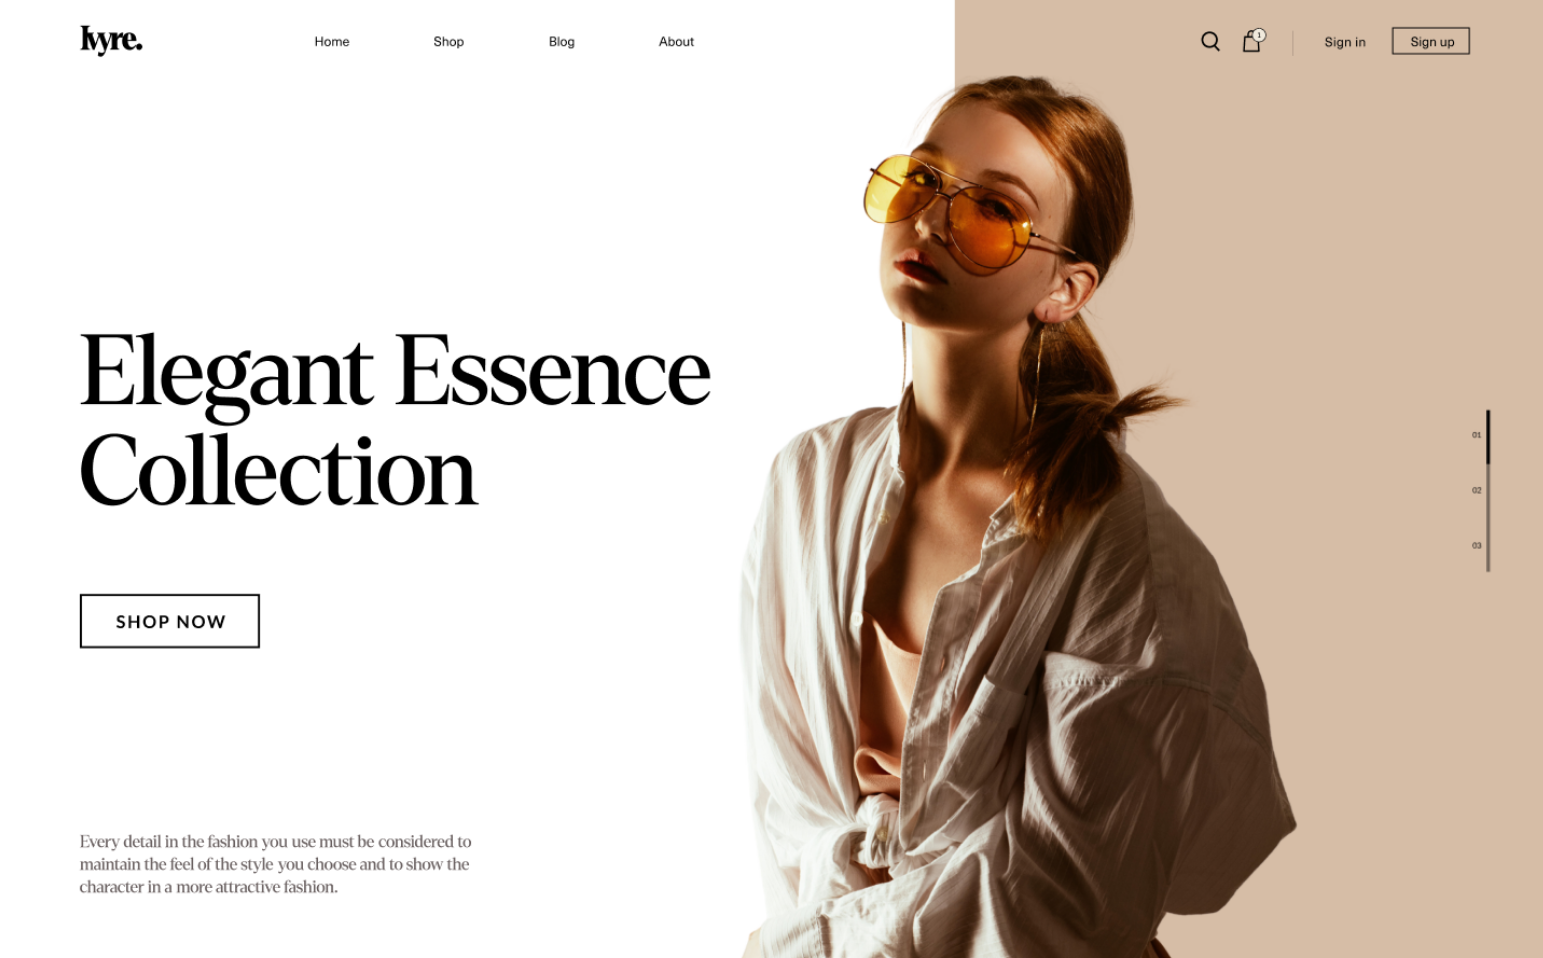 Ivyre.
Home
Shop
Blog
About
1
Sign in
Sign up
Elegant Essence
Collection
01
02
03
SHOP NOW
Every detail in the fashion you use must be considered to
maintain the feel of the style you choose and to show the
character in a more attractive fashion.